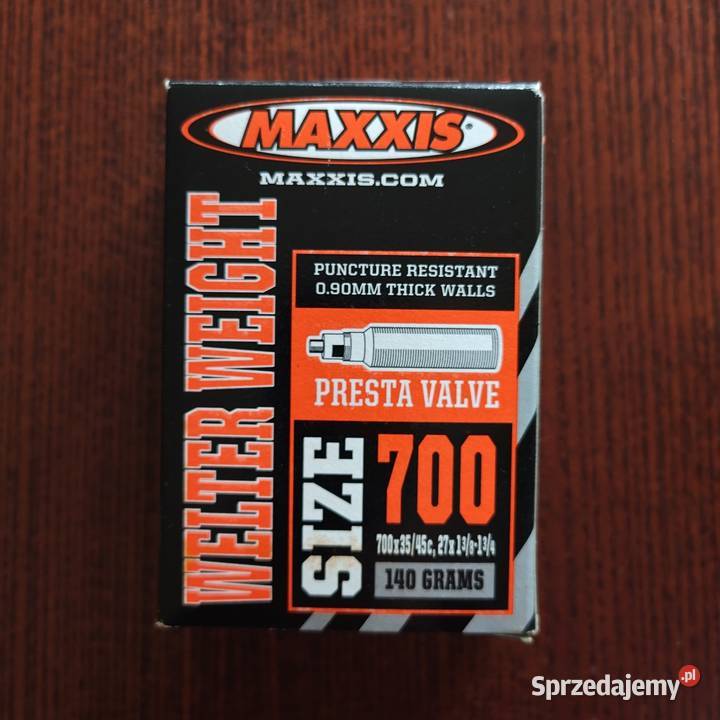 MAXXIS
MAXXIS.COM
WELTER WEIGHT
PUNCTURE RESISTANT
0.90MM THICK WALLS
PRESTA VALVE
SIZE
700
700x35/45c, 27x1 3/8-1 3/4
140 GRAMS
Sprzedajemy.pl